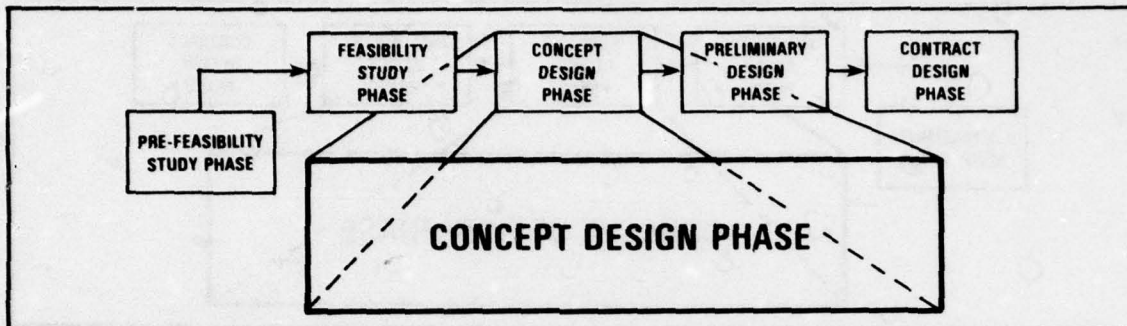 FEASIBILITY
STUDY
PHASE
CONCEPT
DESIGN
PHASE
PRELIMINARY
DESIGN
PHASE
CONTRACT
DESIGN
PHASE
PRE-FEASIBILITY
STUDY PHASE
CONCEPT DESIGN PHASE